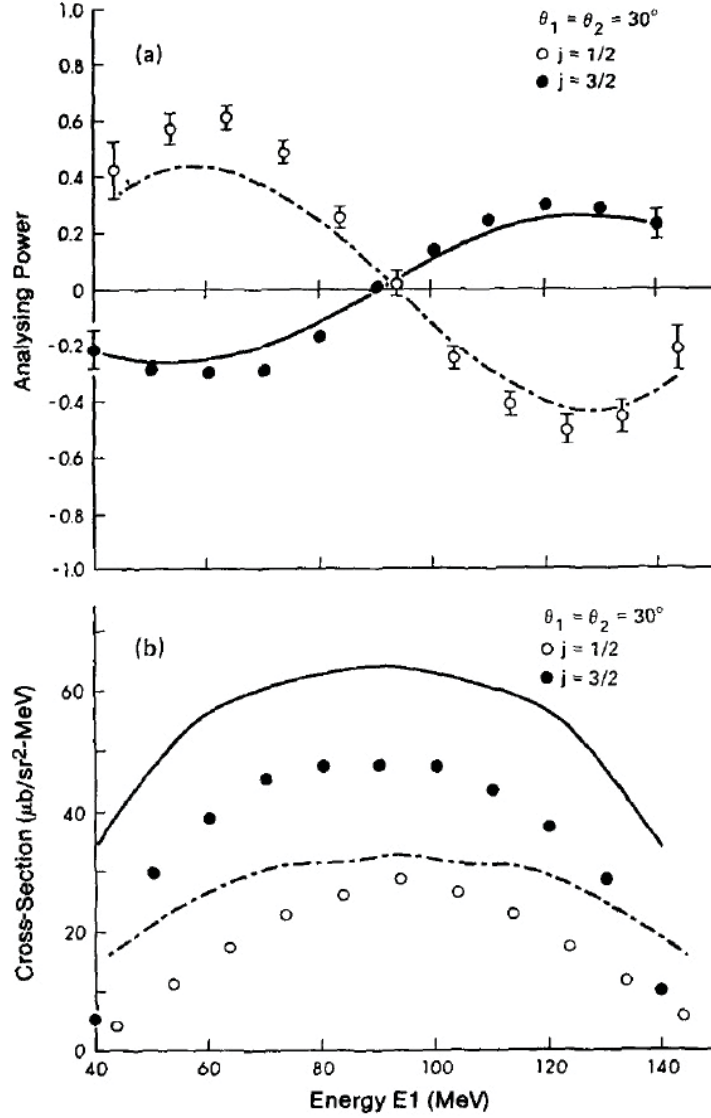 (a)
θ₁ = θ₂ = 30°
○ j = 1/2
● j = 3/2
Analysing Power
1.0
0.8
0.6
0.4
0.2
0
-0.2
-0.4
-0.6
-0.8
-1.0
(b)
θ₁ = θ₂ = 30°
○ j = 1/2
● j = 3/2
Cross-Section (μb/sr²-MeV)
60
40
20
0
40 60 80 100 120 140
Energy E1 (MeV)